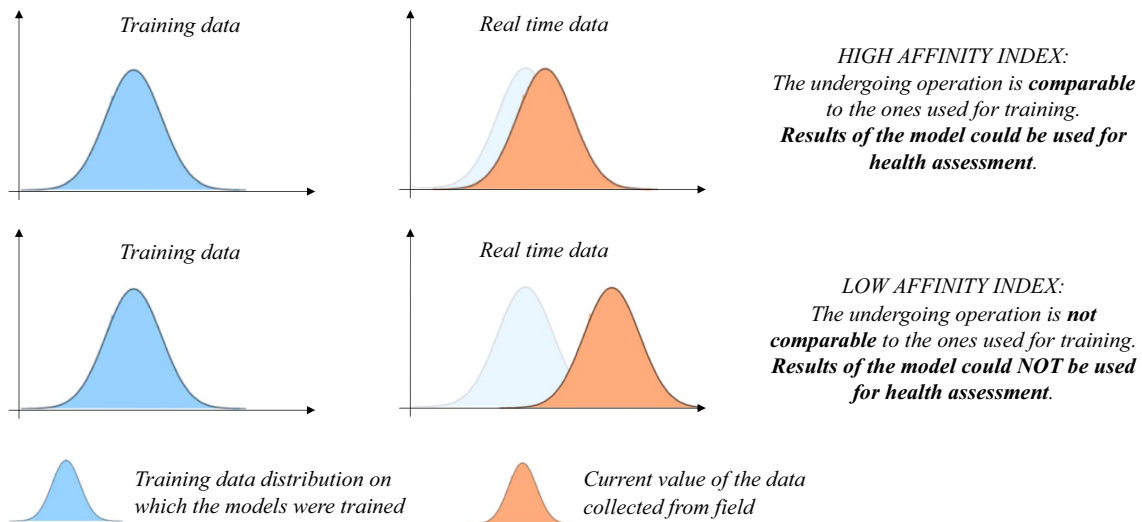 Training data
Real time data
HIGH AFFINITY INDEX:
The undergoing operation is comparable
to the ones used for training.
Results of the model could be used for
health assessment.
Training data
Real time data
LOW AFFINITY INDEX:
The undergoing operation is not
comparable to the ones used for training.
Results of the model could NOT be used
for health assessment.
Training data distribution on
which the models were trained
Current value of the data
collected from field